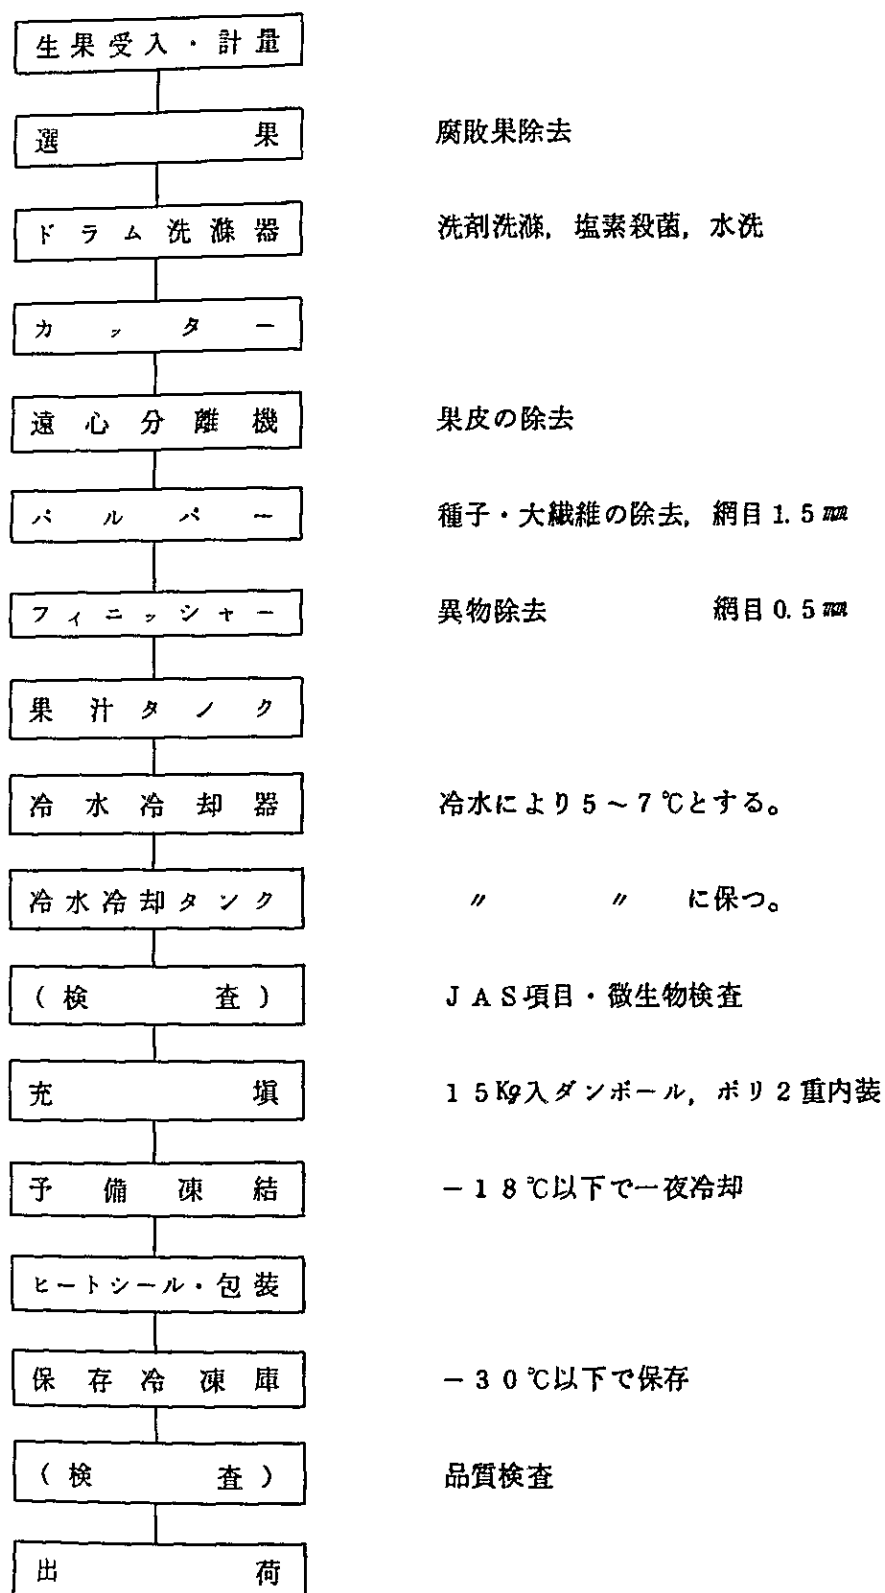 生果受入・計量
選果 腐敗果除去
ドラム洗滌器 洗剤洗滌, 塩素殺菌, 水洗
カッター
遠心分離機 果皮の除去
パルパー 種子・大繊維の除去, 網目1.5㎜
フィニッシャー 異物除去 網目0.5㎜
果汁タノク
冷水冷却器 冷水により5~7℃とする。
冷水冷却タンク 〃 〃 に保つ。
(検査) JAS項目・微生物検査
充塡 15Kg入ダンボール, ポリ2重内装
予備凍結 -18℃以下で一夜冷却
ヒートシール・包装
保存冷凍庫 -30℃以下で保存
(検査) 品質検査
出荷